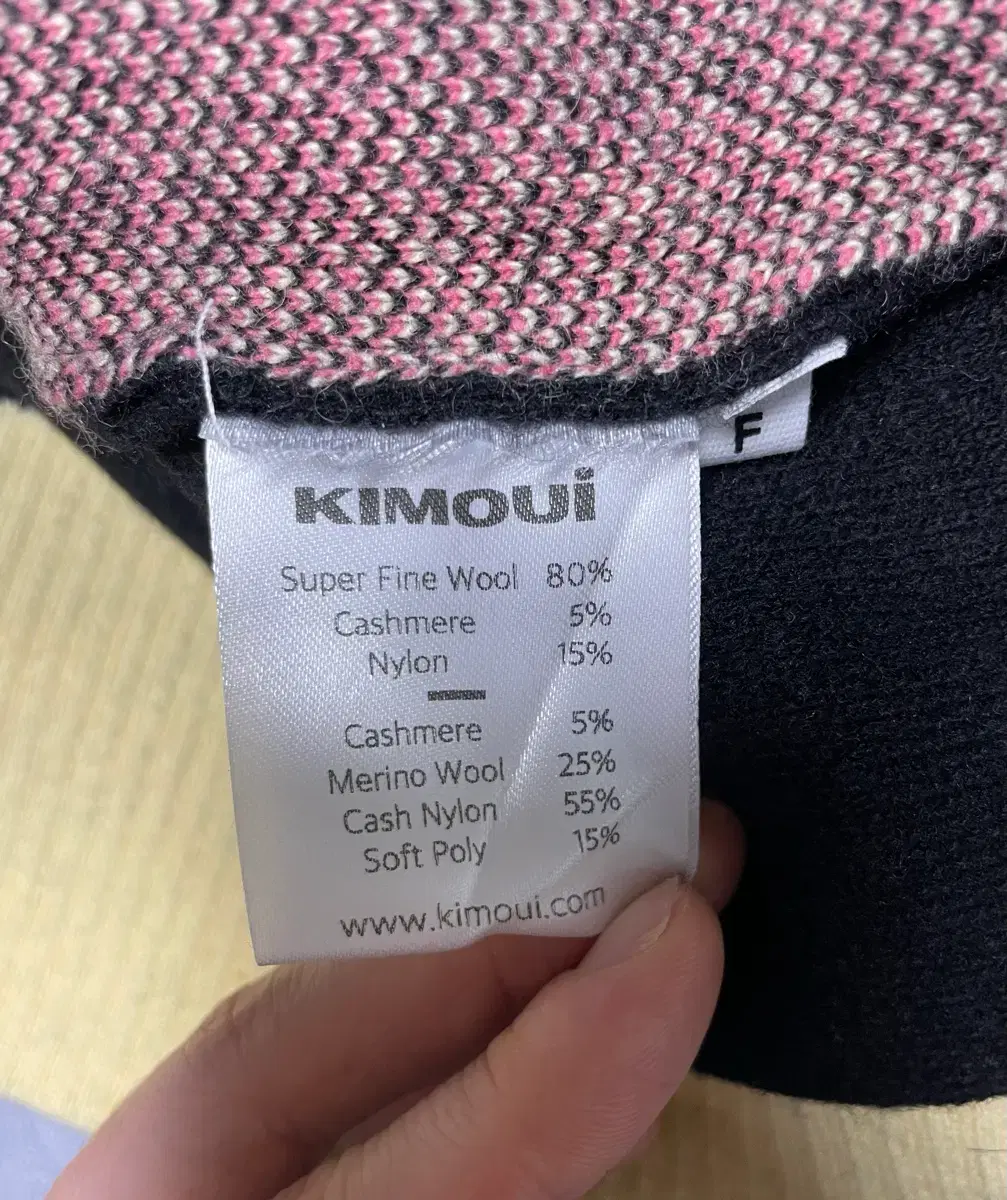 F
KIMOUi
Super Fine Wool 80%
Cashmere 5%
Nylon 15%
Cashmere 5%
Merino Wool 25%
Cash Nylon 55%
Soft Poly 15%
www.kimoui.com